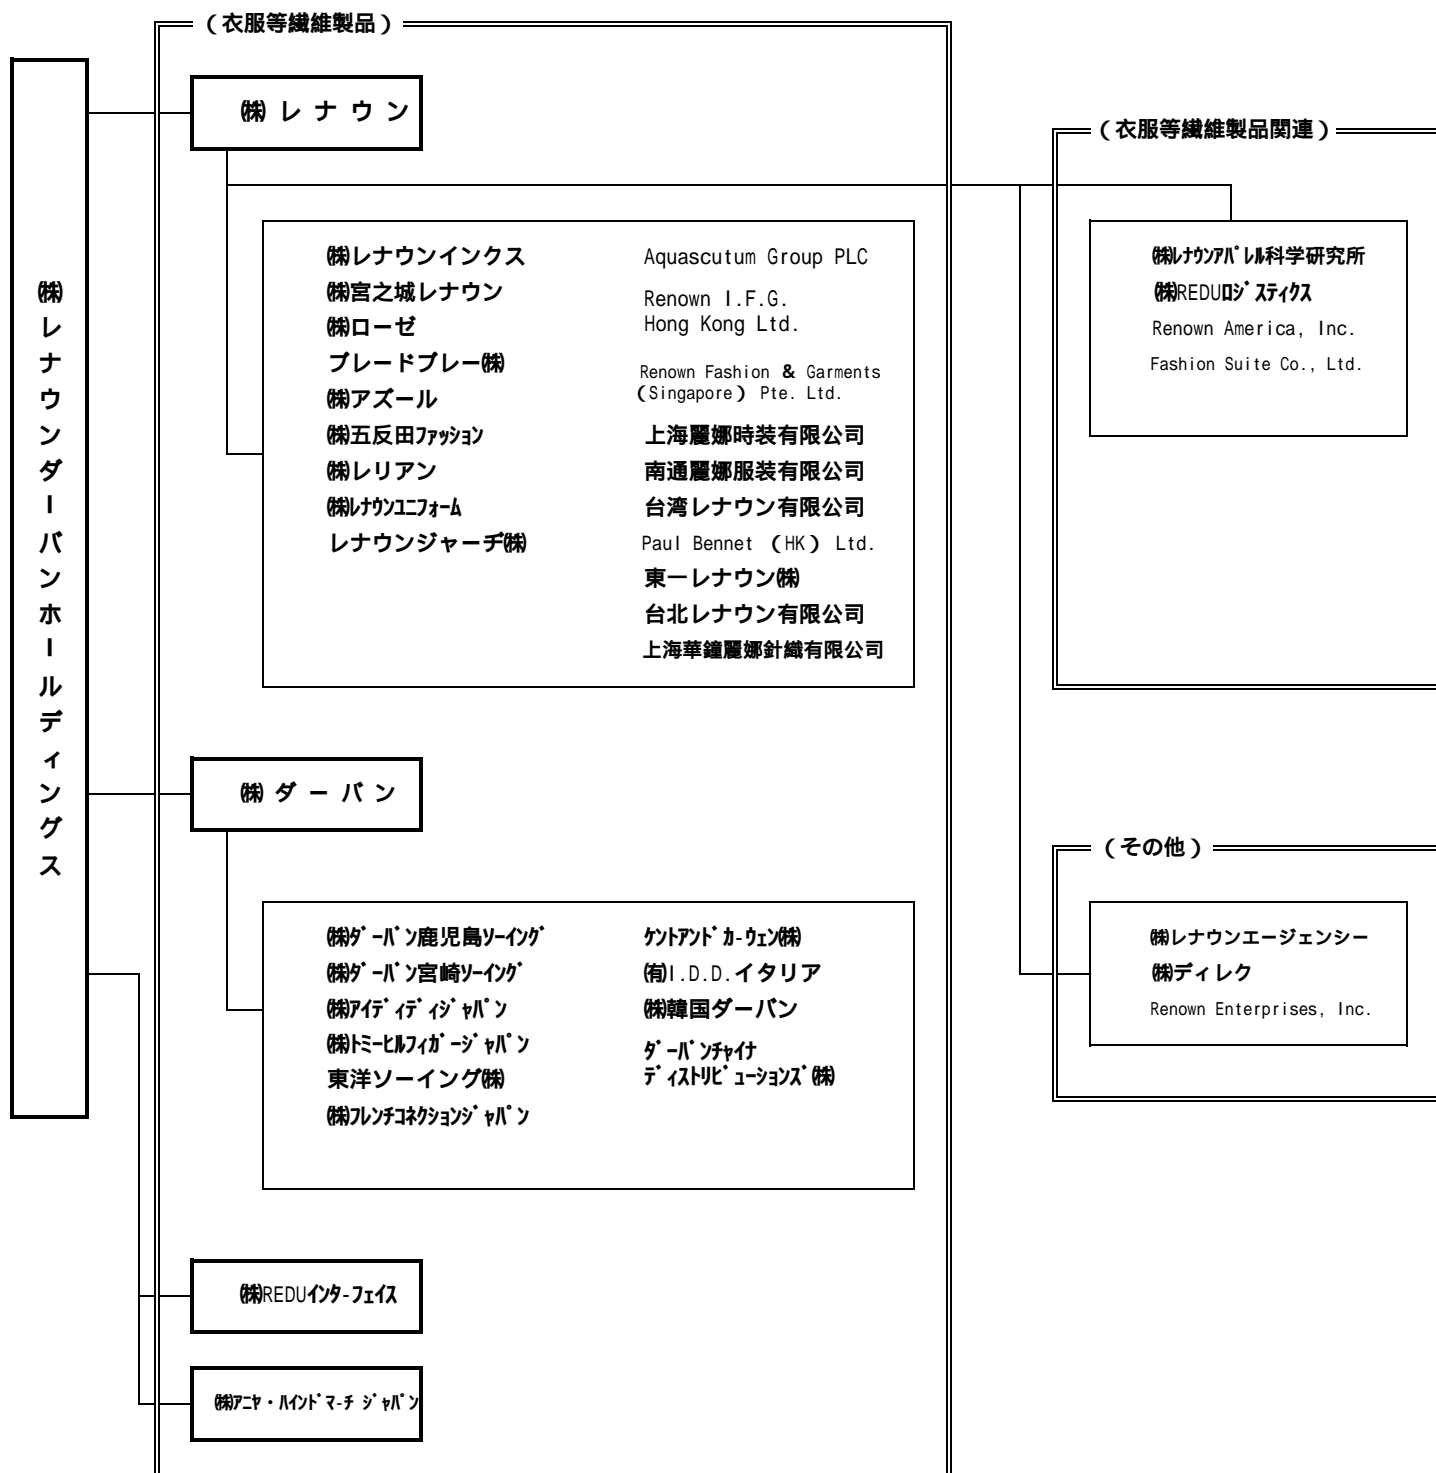 （衣服等繊維製品）
㈱レナウンダーバンホールディングス
㈱ レ ナ ウ ン
㈱レナウンインクス
㈱宮之城レナウン
㈱ローゼ
ブレードプレー㈱
㈱アズール
㈱五反田ﾌｧｯｼｮﾝ
㈱レリアン
㈱ﾚﾅｳﾝﾕﾆﾌｫｰﾑ
レナウンジャーヂ㈱
Aquascutum Group PLC
Renown I.F.G.
Hong Kong Ltd.
Renown Fashion & Garments
（Singapore） Pte. Ltd.
上海麗娜時装有限公司
南通麗娜服装有限公司
台湾レナウン有限公司
Paul Bennet （HK） Ltd.
東一レナウン㈱
台北レナウン有限公司
上海華鐘麗娜針織有限公司
（衣服等繊維製品関連）
㈱ﾚﾅｳﾝｱﾊﾟﾚﾙ科学研究所
㈱REDUﾛｼﾞｽﾃｨｸｽ
Renown America, Inc.
Fashion Suite Co., Ltd.
㈱ ダ ー バ ン
㈱ﾀﾞｰﾊﾞﾝ鹿児島ｿｰｲﾝｸﾞ
㈱ﾀﾞｰﾊﾞﾝ宮崎ｿｰｲﾝｸﾞ
㈱ｱｲﾃﾞｨﾃﾞｨｼﾞｬﾊﾟﾝ
㈱ﾄﾐｰﾋﾙﾌｨｶﾞｰｼﾞｬﾊﾟﾝ
東洋ソーイング㈱
㈱ﾌﾚﾝﾁｺﾈｸｼｮﾝｼﾞｬﾊﾟﾝ
ｹﾝﾄｱﾝﾄﾞｶ-ｳｪﾝ㈱
㈲I.D.D.イタリア
㈱韓国ダーバン
ﾀﾞｰﾊﾞﾝﾁｬｲﾅ
ﾃﾞｨｽﾄﾘﾋﾞｭｰｼｮﾝｽﾞ㈱
（その他）
㈱レナウンエージェンシー
㈱ディレク
Renown Enterprises, Inc.
㈱REDUｲﾝﾀ-ﾌｪｲｽ
㈱ｱﾆﾔ・ﾊｲﾝﾄﾞﾏ-ﾁ ｼﾞｬﾊﾟﾝ